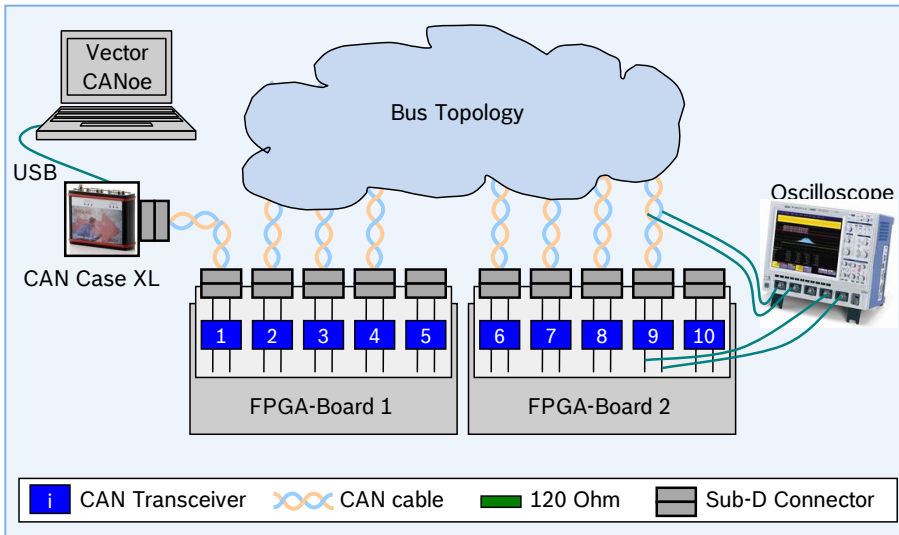 Vector
CANoe
Bus Topology
USB
Oscilloscope
CAN Case XL
1 2 3 4 5 6 7 8 9 10
FPGA-Board 1 FPGA-Board 2
i CAN Transceiver CAN cable 120 Ohm Sub-D Connector